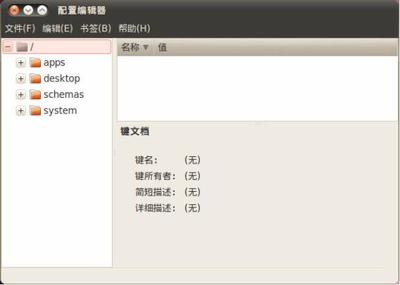 配置编辑器
文件(F) 编辑(E) 书签(B) 帮助(H)
/
apps
desktop
schemas
system
名称 值
键文档
键名: (无)
键所有者: (无)
简短描述: (无)
详细描述: (无)